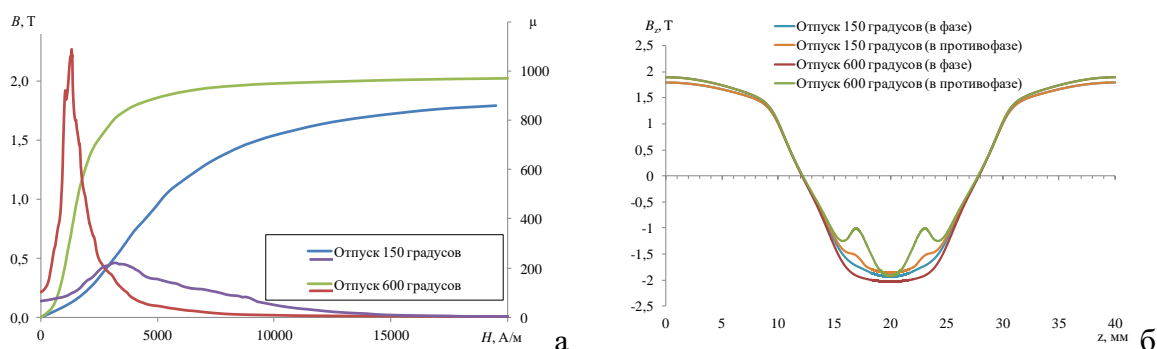 B, Т
μ
2,0
1,5
1,0
0,5
0,0
1000
800
600
400
200
0
Отпуск 150 градусов
Отпуск 600 градусов
0
5000
10000
15000
H, А/м
а
Bz, Т
Отпуск 150 градусов (в фазе)
Отпуск 150 градусов (в противофазе)
Отпуск 600 градусов (в фазе)
Отпуск 600 градусов (в противофазе)
2,5
2
1,5
1
0,5
0
-0,5
-1
-1,5
-2
-2,5
0
5
10
15
20
25
30
35
40
z, мм
б